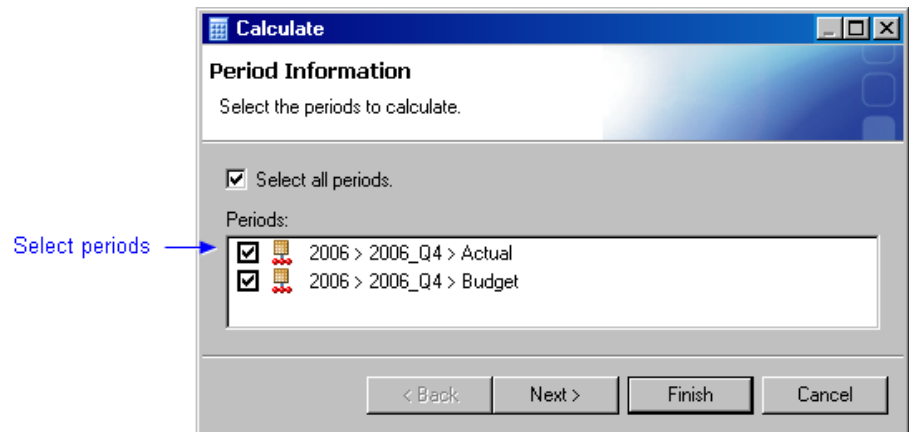 Calculate
Period Information
Select the periods to calculate.
Select all periods.
Periods:
Select periods
2006 > 2006_Q4 > Actual
2006 > 2006_Q4 > Budget
< Back
Next >
Finish
Cancel